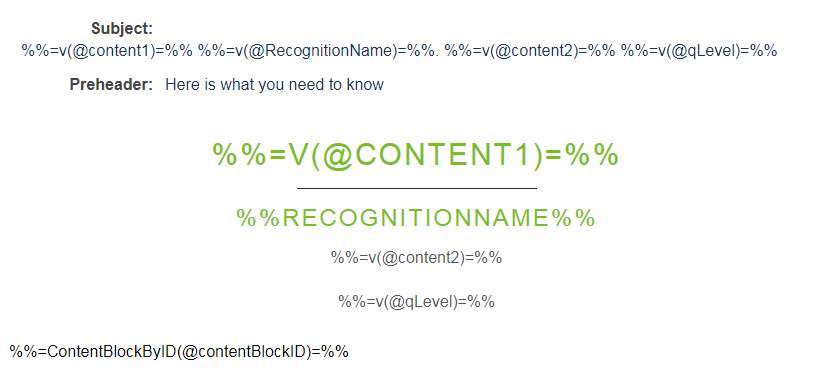 Subject:
%%=v(@content1)=%% %%=v(@RecognitionName)=%%. %%=v(@content2)=%% %%=v(@qLevel)=%%
Preheader: Here is what you need to know
%%=V(@CONTENT1)=%%
%%RECOGNITIONNAME%%
%%=v(@content2)=%%
%%=v(@qLevel)=%%
%%=ContentBlockByID(@contentBlockID)=%%